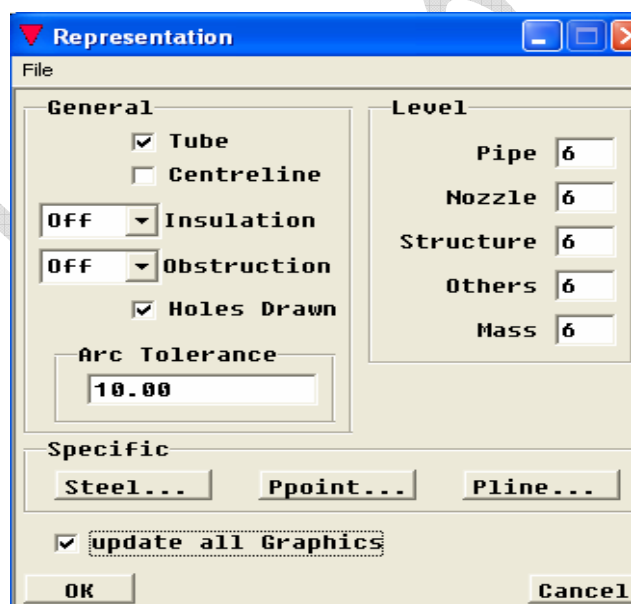 Representation
File
General
Tube
Centreline
Off Insulation
Off Obstruction
Holes Drawn
Arc Tolerance
10.00
Level
Pipe 6
Nozzle 6
Structure 6
Others 6
Mass 6
Specific
Steel... Ppoint... Pline...
update all Graphics
OK Cancel